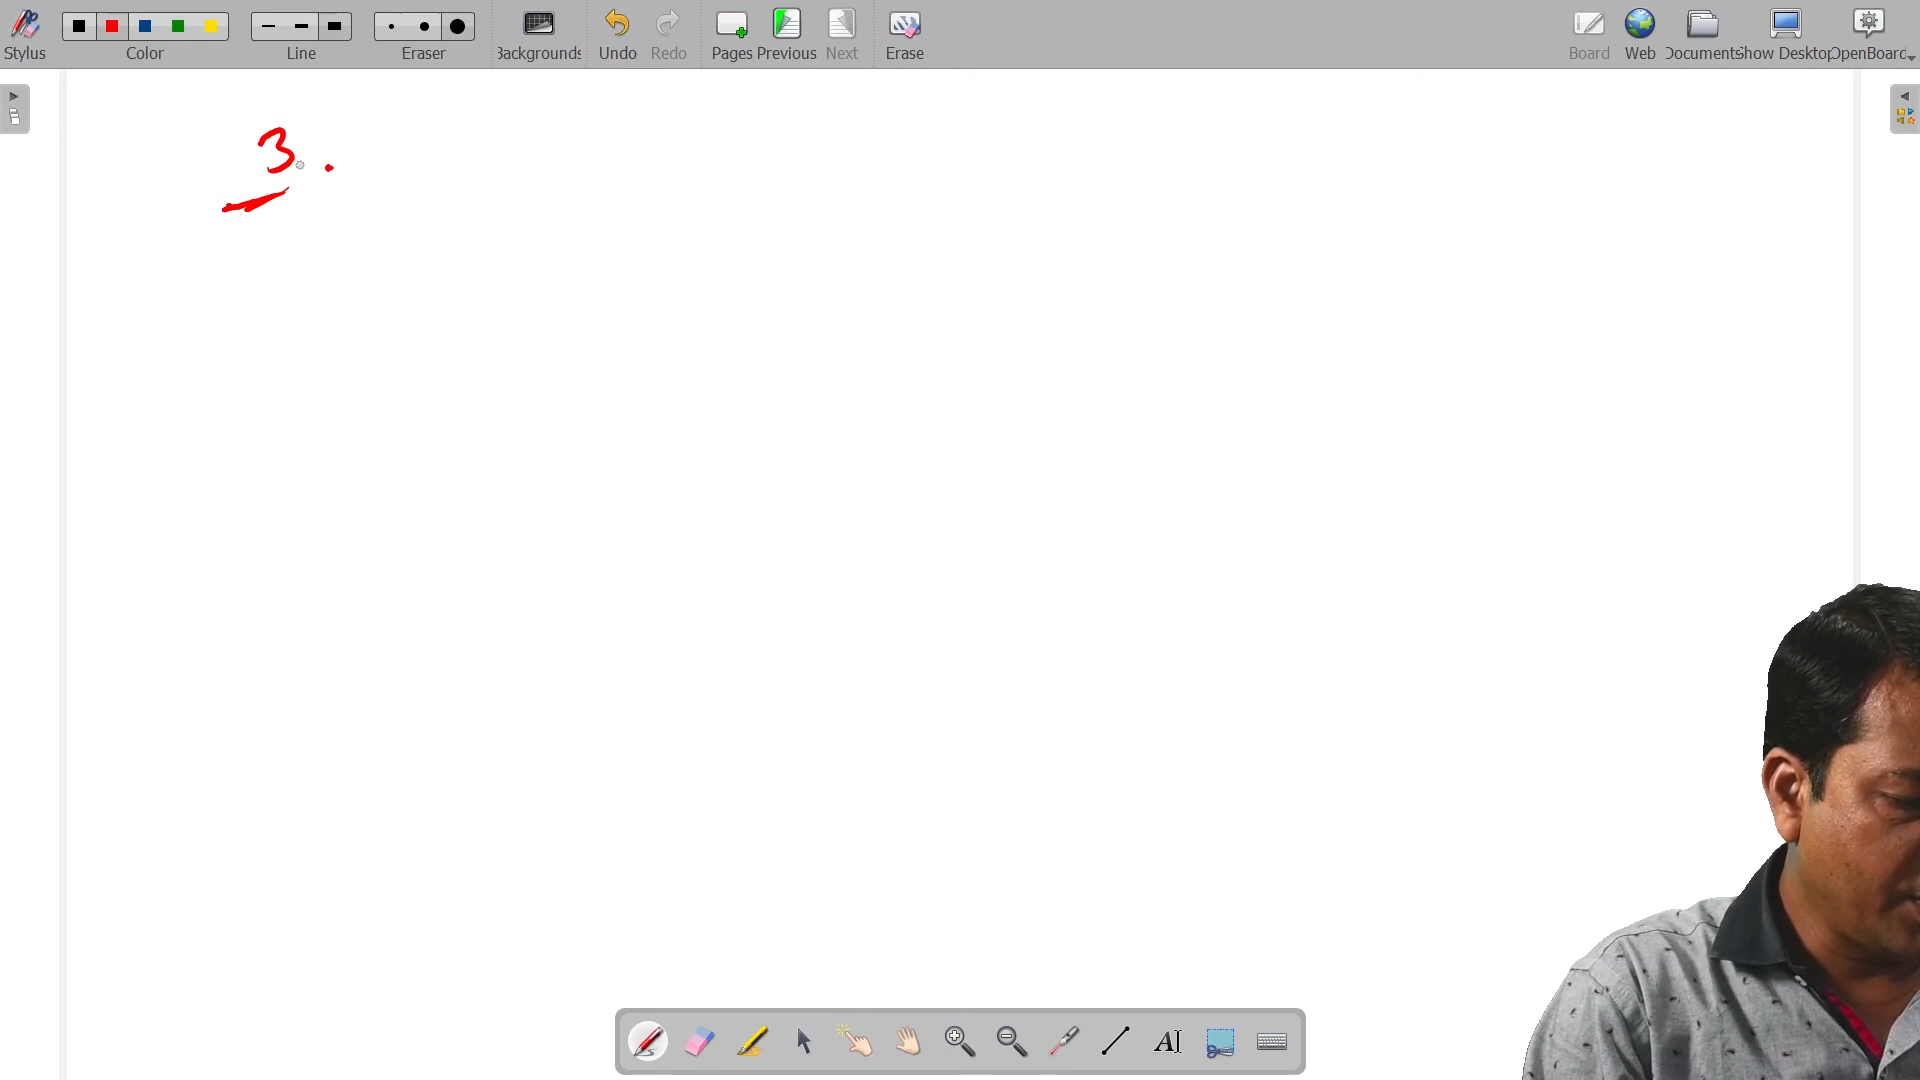 Stylus Color Line Eraser Backgrounds Undo Redo Pages Previous Next Erase Board Web Documents Show Desktop OpenBoard
3.
A